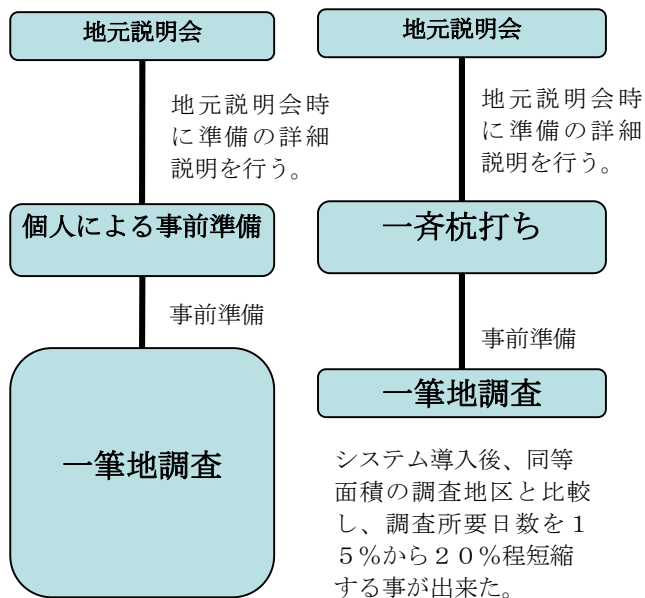 地元説明会
地元説明会時
に準備の詳細
説明を行う。
個人による事前準備
事前準備
一筆地調査
地元説明会
地元説明会時
に準備の詳細
説明を行う。
一斉杭打ち
事前準備
一筆地調査
システム導入後、同等
面積の調査地区と比較
し、調査所要日数を１
５％から２０％程短縮
する事が出来た。